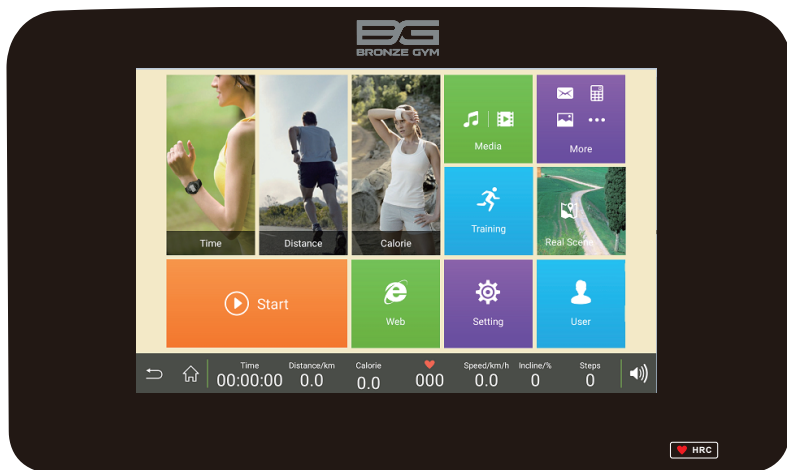 BG
BRONZE GYM
Time
Distance
Calorie
Media
More
Training
Real Scene
Start
Web
Setting
User
Time Distance/km Calorie Speed/km/h Incline/% Steps
00:00:00 0.0 0.0 000 0.0 0 0
HRC